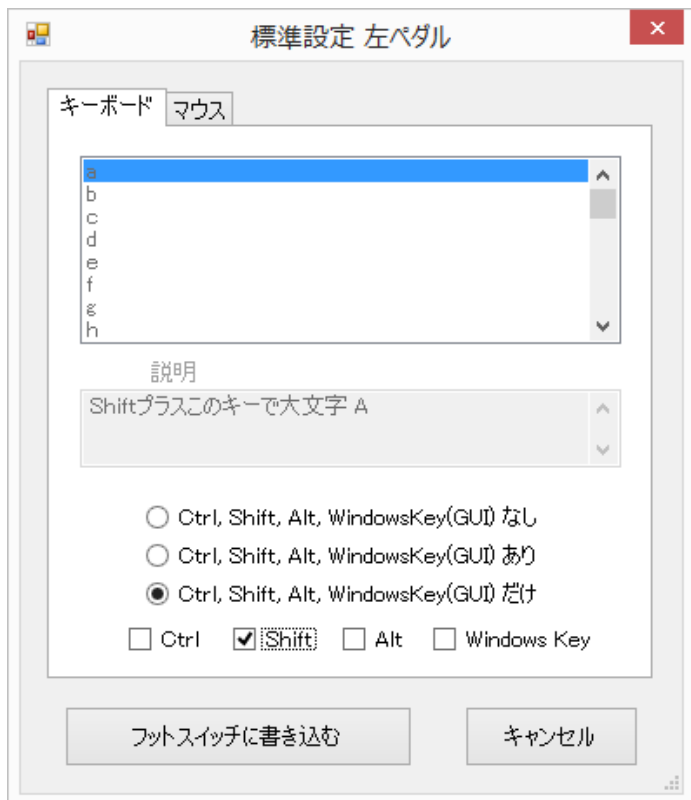 標準設定 左ペダル
キーボード マウス
a
b
c
d
e
f
g
h
説明
Shiftプラスこのキーで大文字 A
Ctrl, Shift, Alt, WindowsKey(GUI) なし
Ctrl, Shift, Alt, WindowsKey(GUI) あり
Ctrl, Shift, Alt, WindowsKey(GUI) だけ
Ctrl Shift Alt Windows Key
フットスイッチに書き込む キャンセル